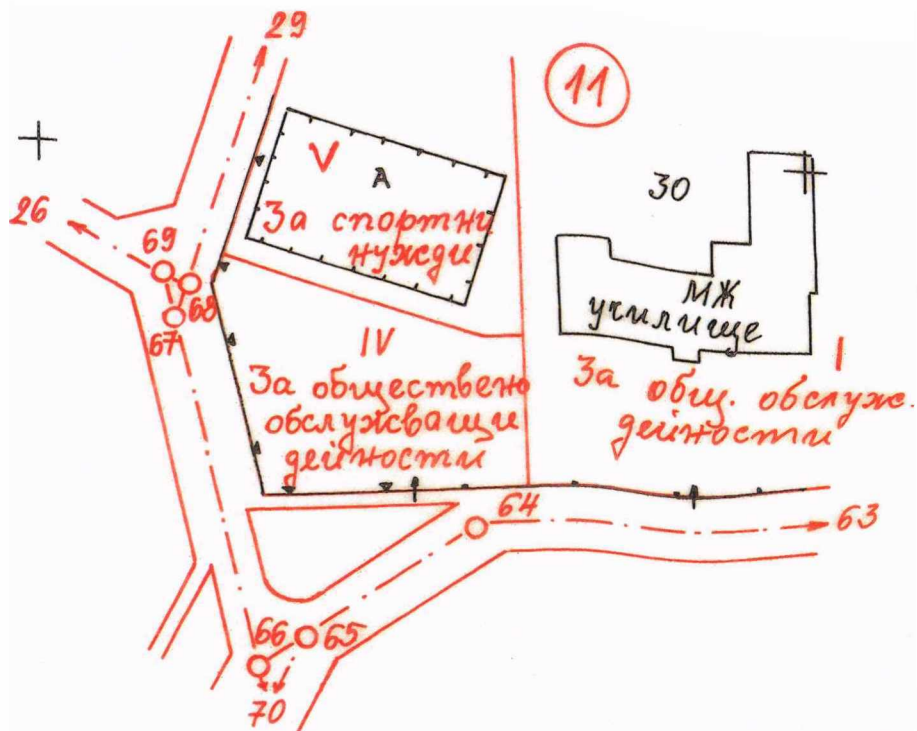 29
11
V
А
За спортни
нужди
30
26
69
68
67
МЖ
училище
IV
I
За обществено
обслужващи
дейности
За общ. обслуж.
дейности
64
63
66
65
70